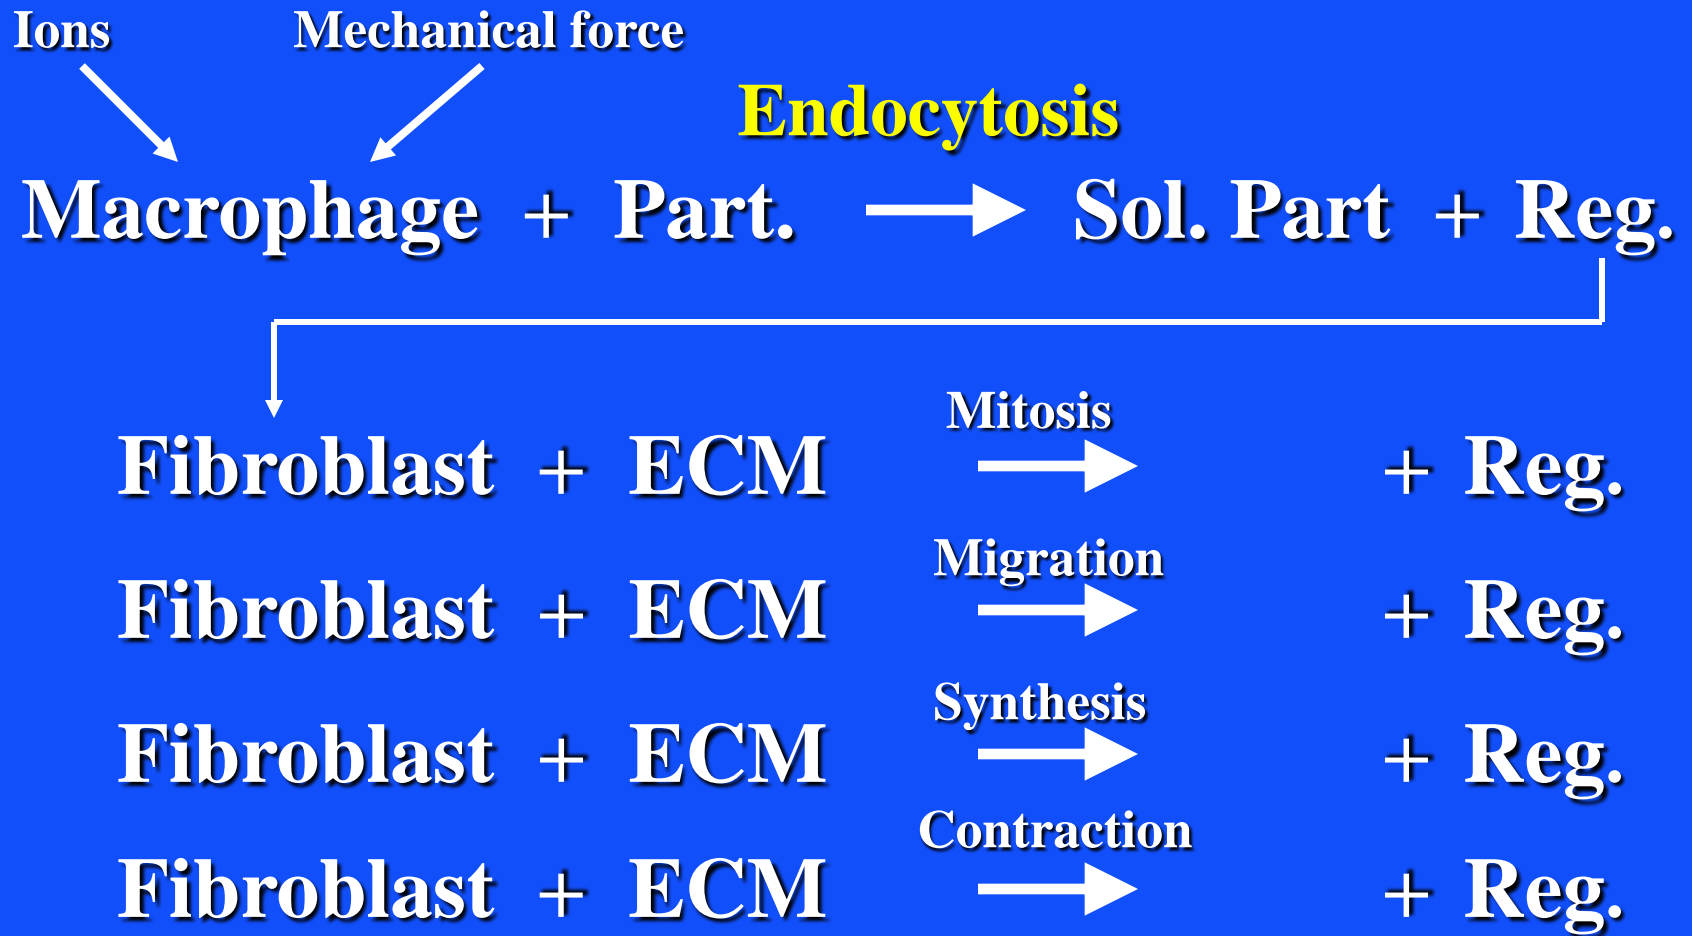 Ions Mechanical force
Endocytosis
Macrophage + Part. Sol. Part + Reg.
Mitosis
Fibroblast + ECM + Reg.
Migration
Fibroblast + ECM + Reg.
Synthesis
Fibroblast + ECM + Reg.
Contraction
Fibroblast + ECM + Reg.